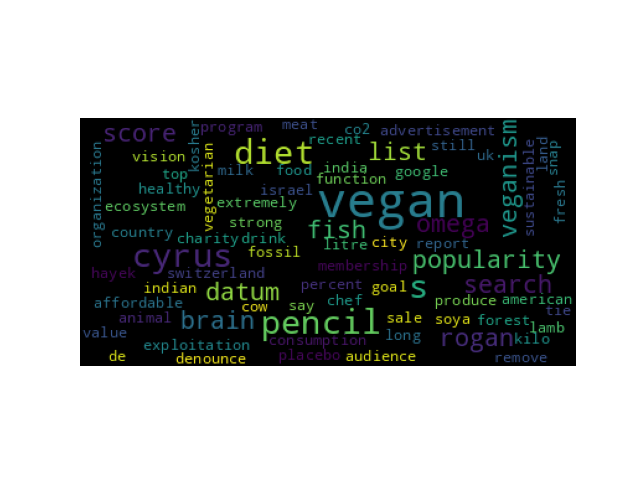 score
program
meat
co2
advertisement
recent
vision
diet
list
still
uk
top
milk
food
india
google
function
healthy
israel
vegan
ecosystem
extremely
strong
fish
omega
country
charity
drink
litre
city
report
cyrus
fossil
membership
popularity
hayek
switzerland
indian
datum
percent
goal
s
search
affordable
cow
say
chef
produce
american
tie
animal
brain
pencil
sale
soya
forest
lamb
value
long
rogan
kilo
exploitation
consumption
de
denounce
placebo
audience
remove
organization
kosher
vegetarian
veganism
sustainable
land
snap
fresh